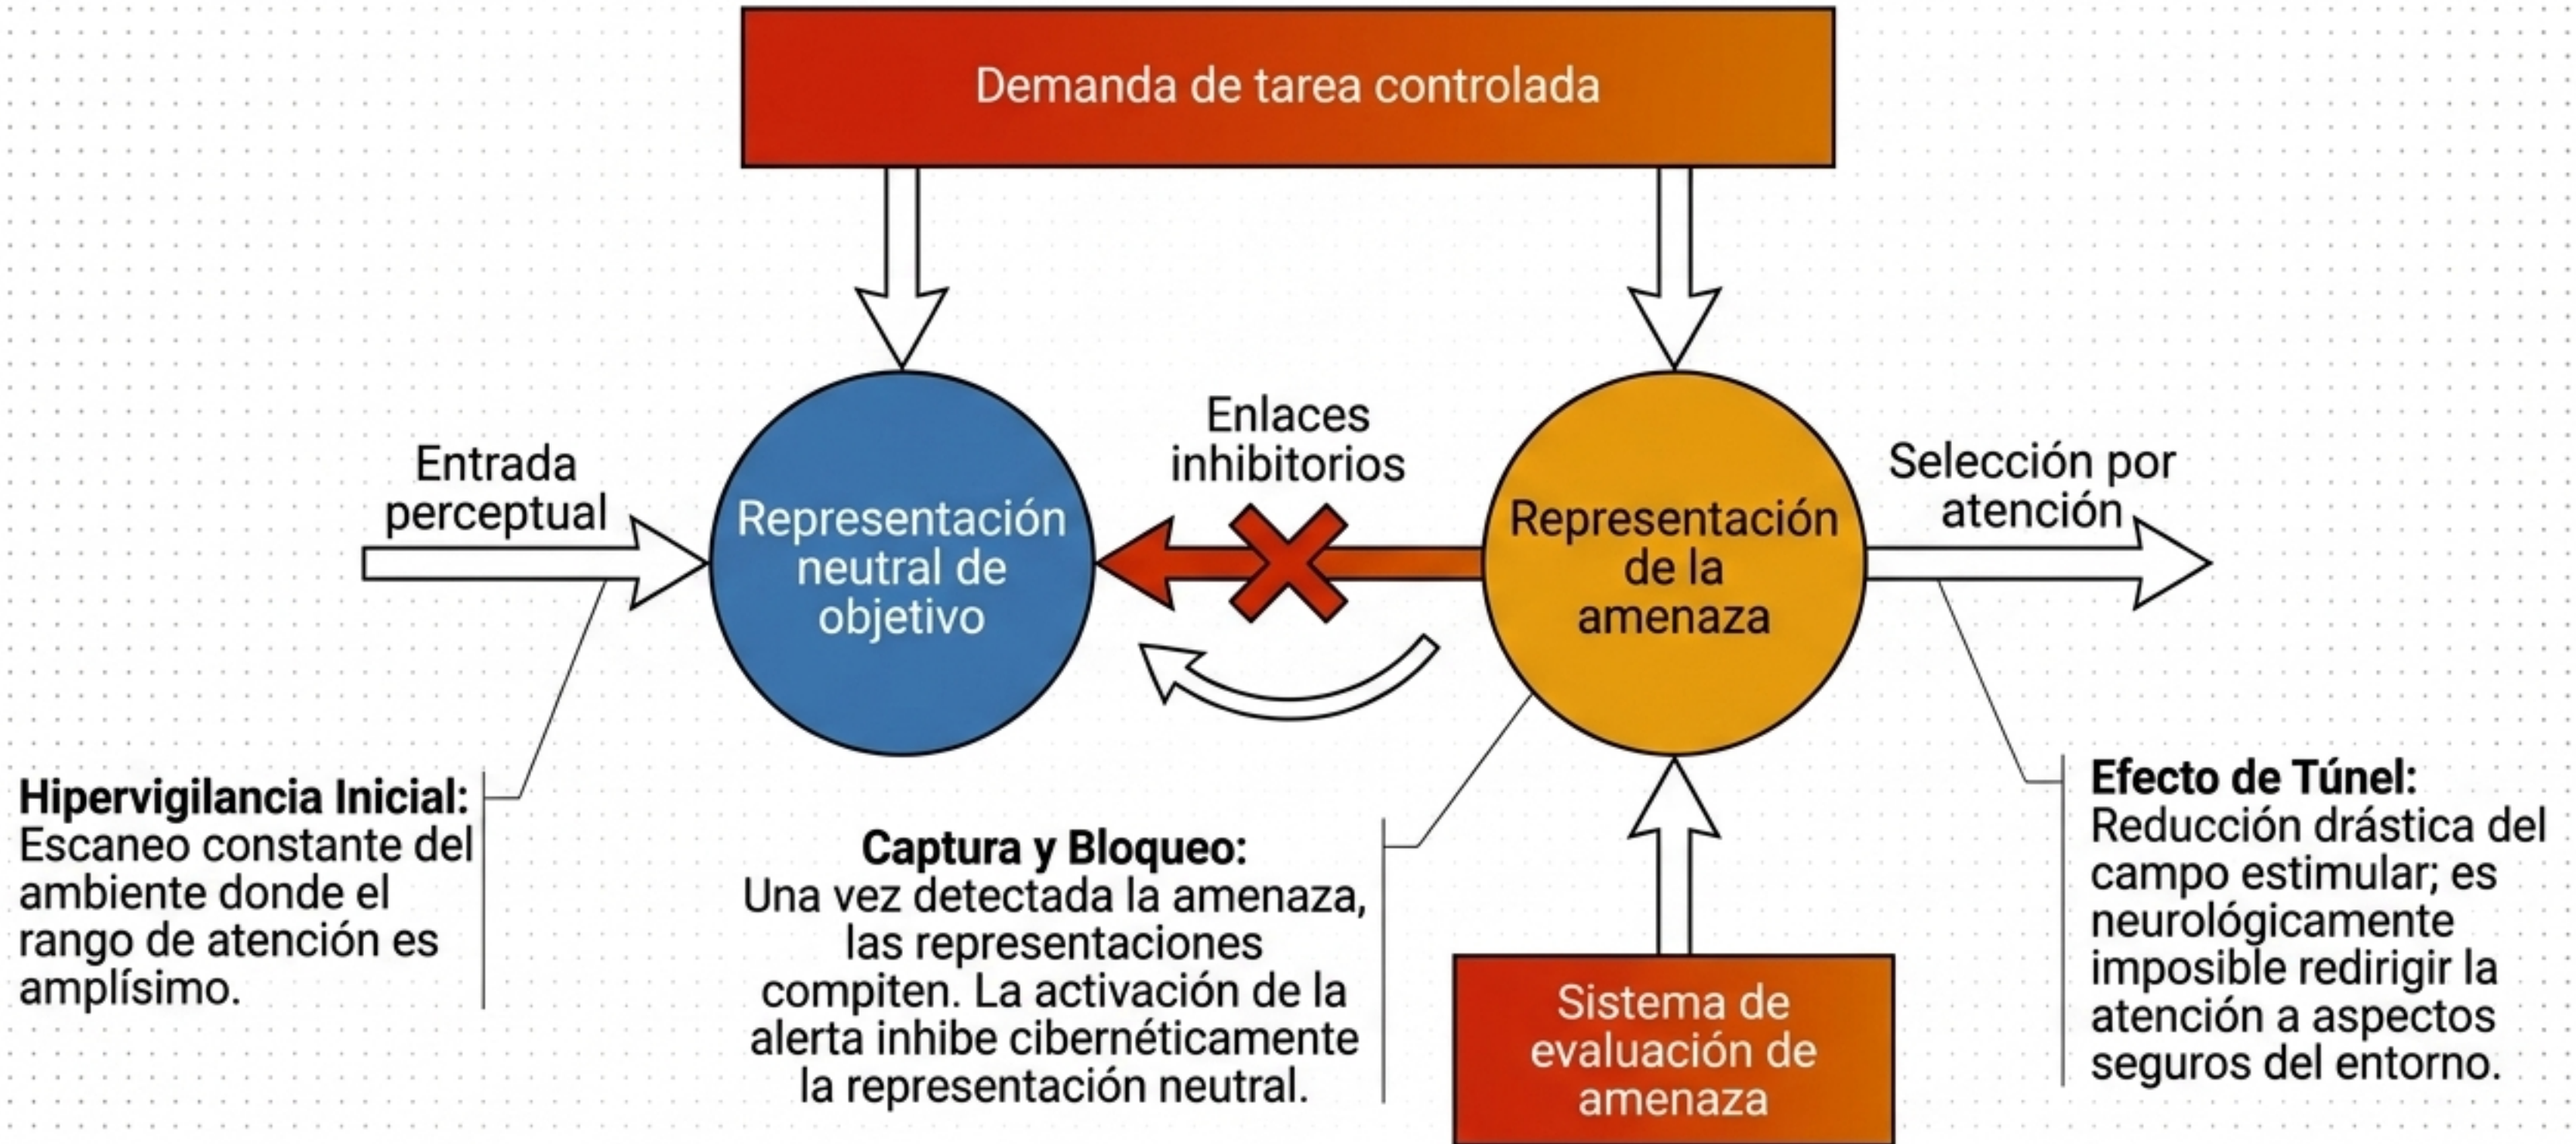 Demanda de tarea controlada
Entrada
perceptual
Representación
neutral de
objetivo
Enlaces
inhibitorios
Representación
de la
amenaza
Selección por
atención
Hipervigilancia Inicial:
Escaneo constante del
ambiente donde el
rango de atención es
amplísimo.
Captura y Bloqueo:
Una vez detectada la amenaza,
las representaciones
compiten. La activación de la
alerta inhibe cibernéticamente
la representación neutral.
Sistema de
evaluación de
amenaza
Efecto de Túnel:
Reducción drástica del
campo estimular; es
neurológicamente
imposible redirigir la
atención a aspectos
seguros del entorno.